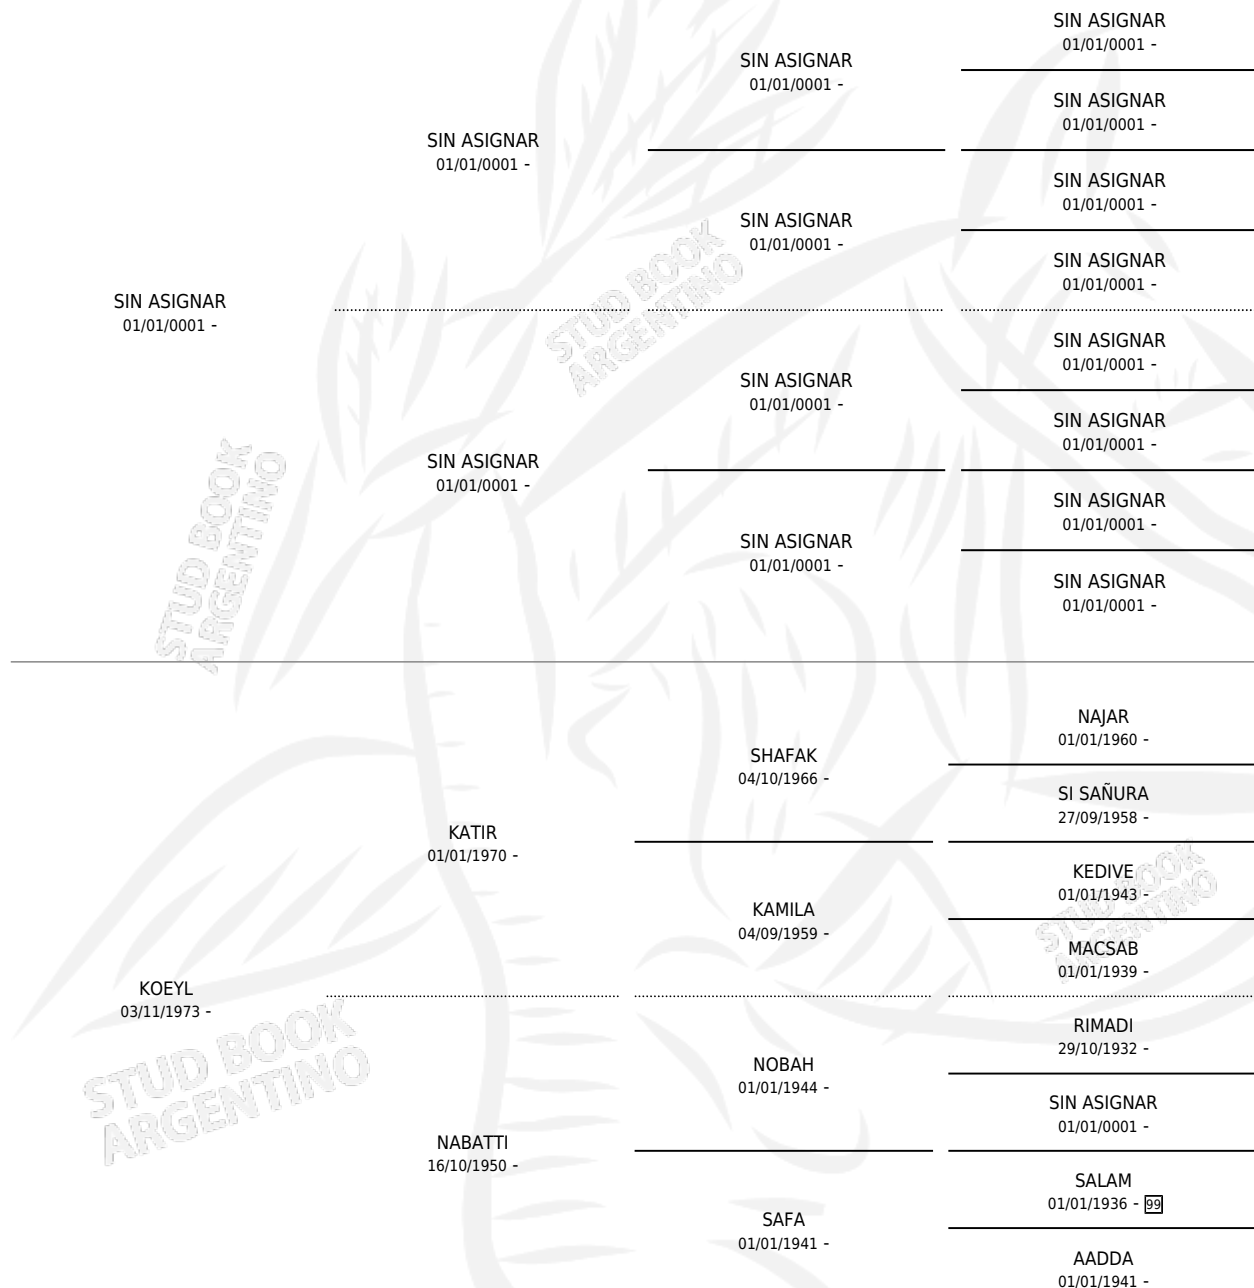 SIN ASIGNAR
01/01/0001 -
SIN ASIGNAR
01/01/0001 -
SIN ASIGNAR
01/01/0001 -
SIN ASIGNAR
01/01/0001 -
SIN ASIGNAR
01/01/0001 -
SIN ASIGNAR
01/01/0001 -
SIN ASIGNAR
01/01/0001 -
SIN ASIGNAR
01/01/0001 -
SIN ASIGNAR
01/01/0001 -
SIN ASIGNAR
01/01/0001 -
SIN ASIGNAR
01/01/0001 -
SIN ASIGNAR
01/01/0001 -
SIN ASIGNAR
01/01/0001 -
SIN ASIGNAR
01/01/0001 -
SIN ASIGNAR
01/01/0001 -
STUD BOOK
ARGENTINO
STUD BOOK
ARGENTINO
NAJAR
01/01/1960 -
SHAFAK
04/10/1966 -
SI SAÑURA
27/09/1958 -
KATIR
01/01/1970 -
KEDIVE
01/01/1943 -
KAMILA
04/09/1959 -
MACSAB
01/01/1939 -
STUD BOOK
ARGENTINO
KOEYL
03/11/1973 -
STUD BOOK
ARGENTINO
RIMADI
29/10/1932 -
NOBAH
01/01/1944 -
SIN ASIGNAR
01/01/0001 -
NABATTI
16/10/1950 -
SALAM
01/01/1936 - 99
SAFA
01/01/1941 -
AADDA
01/01/1941 -